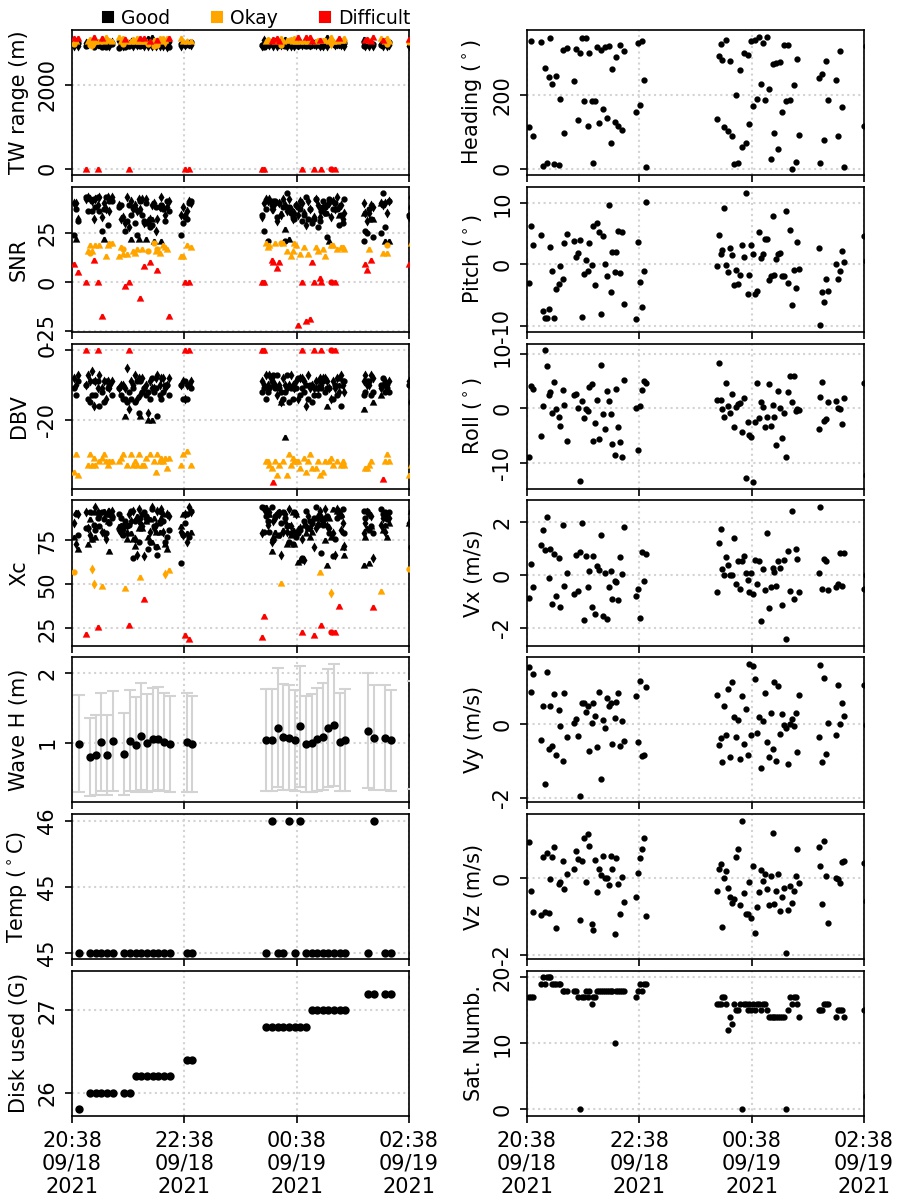 Good Okay Difficult
TW range (m)
2000
0
SNR
25
0
-25
DBV
0
-20
Xc
75
50
25
Wave H (m)
2
1
Temp (°C)
46
45
45
Disk used (G)
27
26
20:38 22:38 00:38 02:38
09/18 09/18 09/19 09/19
2021 2021 2021 2021
Heading (°)
200
0
Pitch (°)
10
0
-10
Roll (°)
10
0
-10
Vx (m/s)
2
0
-2
Vy (m/s)
0
-2
Vz (m/s)
0
-2
Sat. Numb.
20
10
0
20:38 22:38 00:38 02:38
09/18 09/18 09/19 09/19
2021 2021 2021 2021